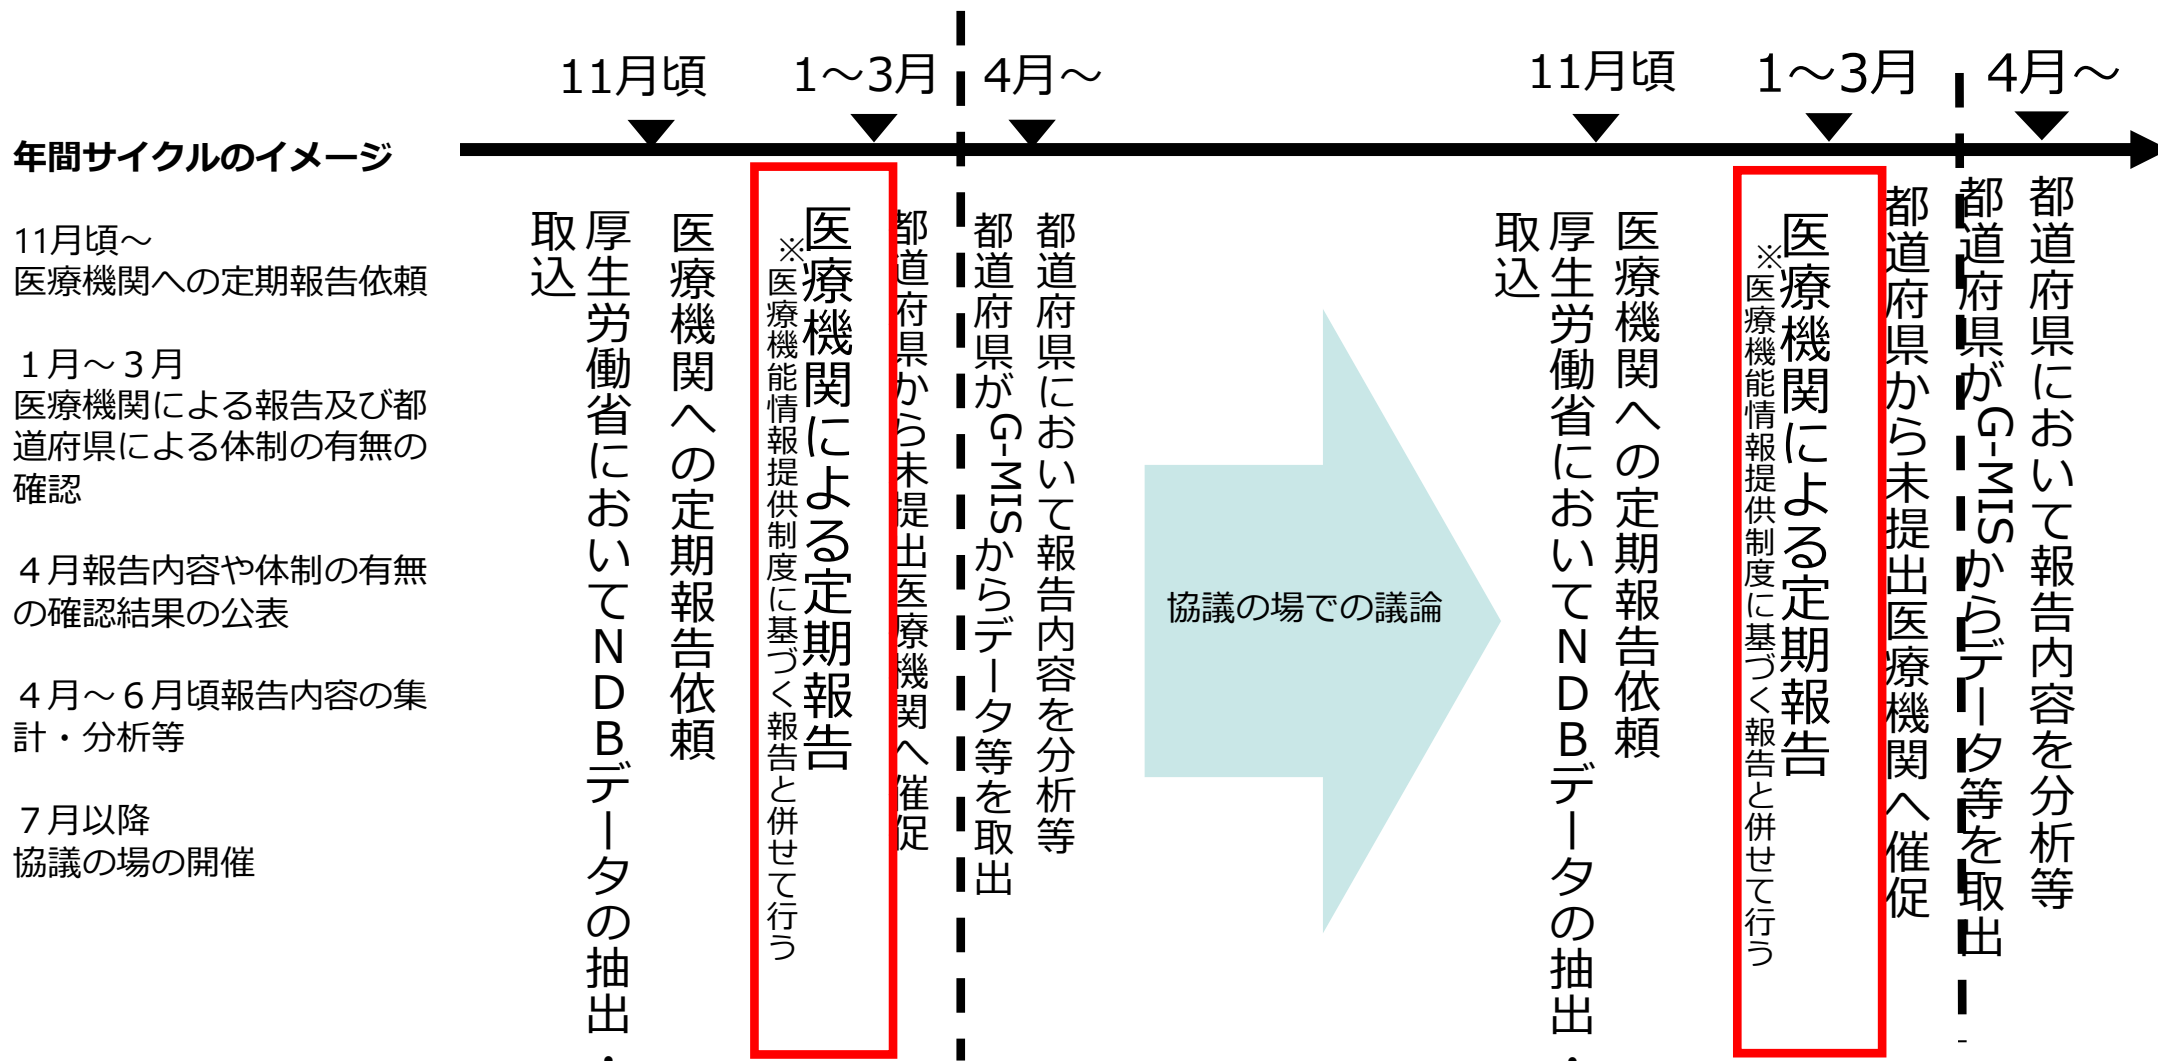 11月頃
1～3月
4月～
11月頃
1～3月
4月～
年間サイクルのイメージ
11月頃～
医療機関への定期報告依頼
１月～３月
医療機関による報告及び都
道府県による体制の有無の
確認
４月報告内容や体制の有無
の確認結果の公表
４月～６月頃報告内容の集
計・分析等
７月以降
協議の場の開催
厚生労働省においてＮＤＢデータの抽出・
取込
医療機関への定期報告依頼
医療機関による定期報告
※医療機能情報提供制度に基づく報告と併せて行う
都道府県から未提出医療機関へ催促
都道府県がG-MISからデータ等を取出
都道府県において報告内容を分析等
協議の場での議論
厚生労働省においてＮＤＢデータの抽出・
取込
医療機関への定期報告依頼
医療機関による定期報告
※医療機能情報提供制度に基づく報告と併せて行う
都道府県から未提出医療機関へ催促
都道府県がG-MISからデータ等を取出
都道府県において報告内容を分析等